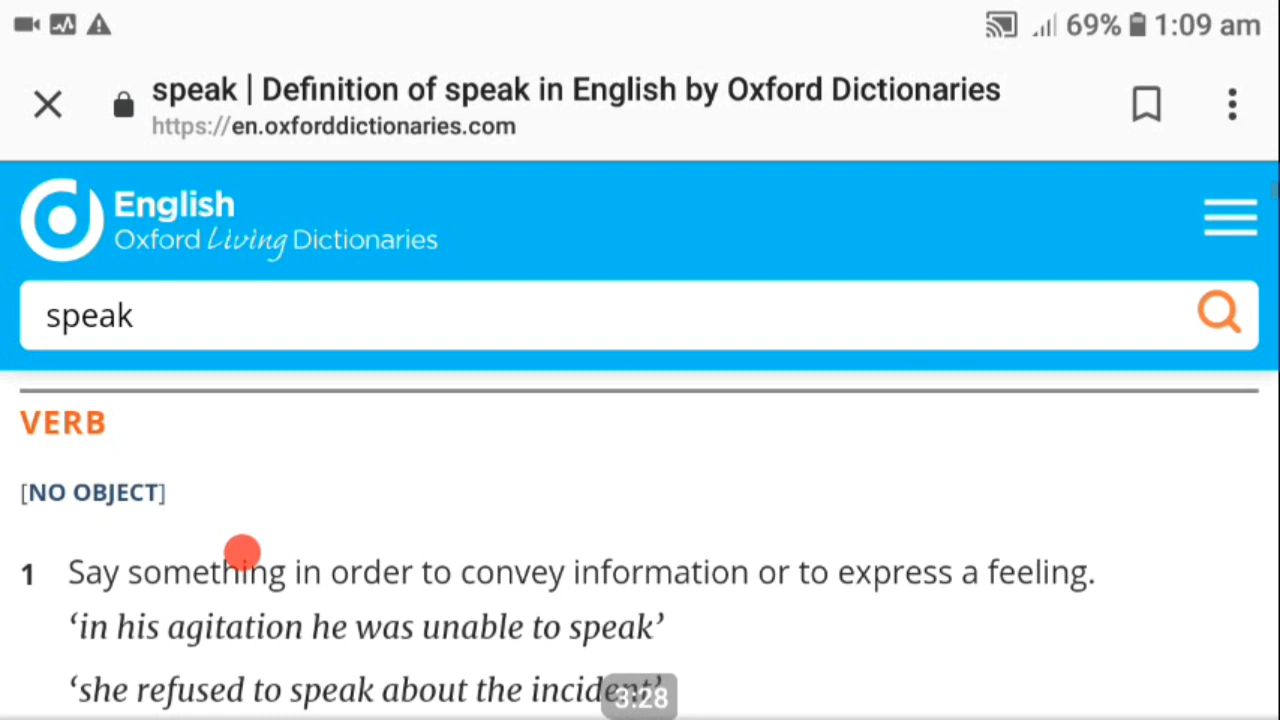 69% 1:09 am
speak | Definition of speak in English by Oxford Dictionaries
https://en.oxforddictionaries.com
English
Oxford Living Dictionaries
speak
VERB
[NO OBJECT]
1 Say something in order to convey information or to express a feeling.
‘in his agitation he was unable to speak’
‘she refused to speak about the incident’
3:28